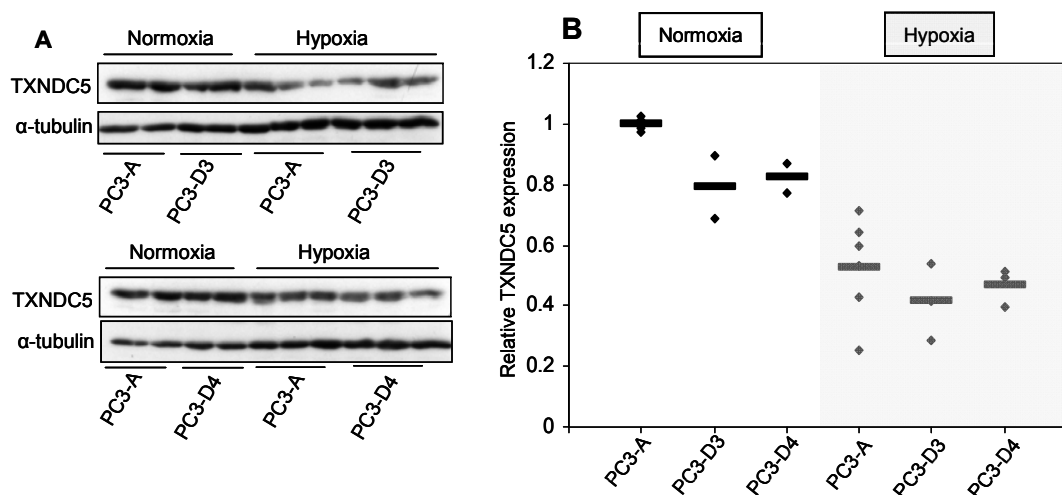 A
Normoxia Hypoxia
TXNDC5
α-tubulin
PC3-A PC3-D3 PC3-A PC3-D3
Normoxia Hypoxia
TXNDC5
α-tubulin
PC3-A PC3-D4 PC3-A PC3-D4
B
Normoxia Hypoxia
Relative TXNDC5 expression
1.2
1
0.8
0.6
0.4
0.2
0
PC3-A PC3-D3 PC3-D4 PC3-A PC3-D3 PC3-D4